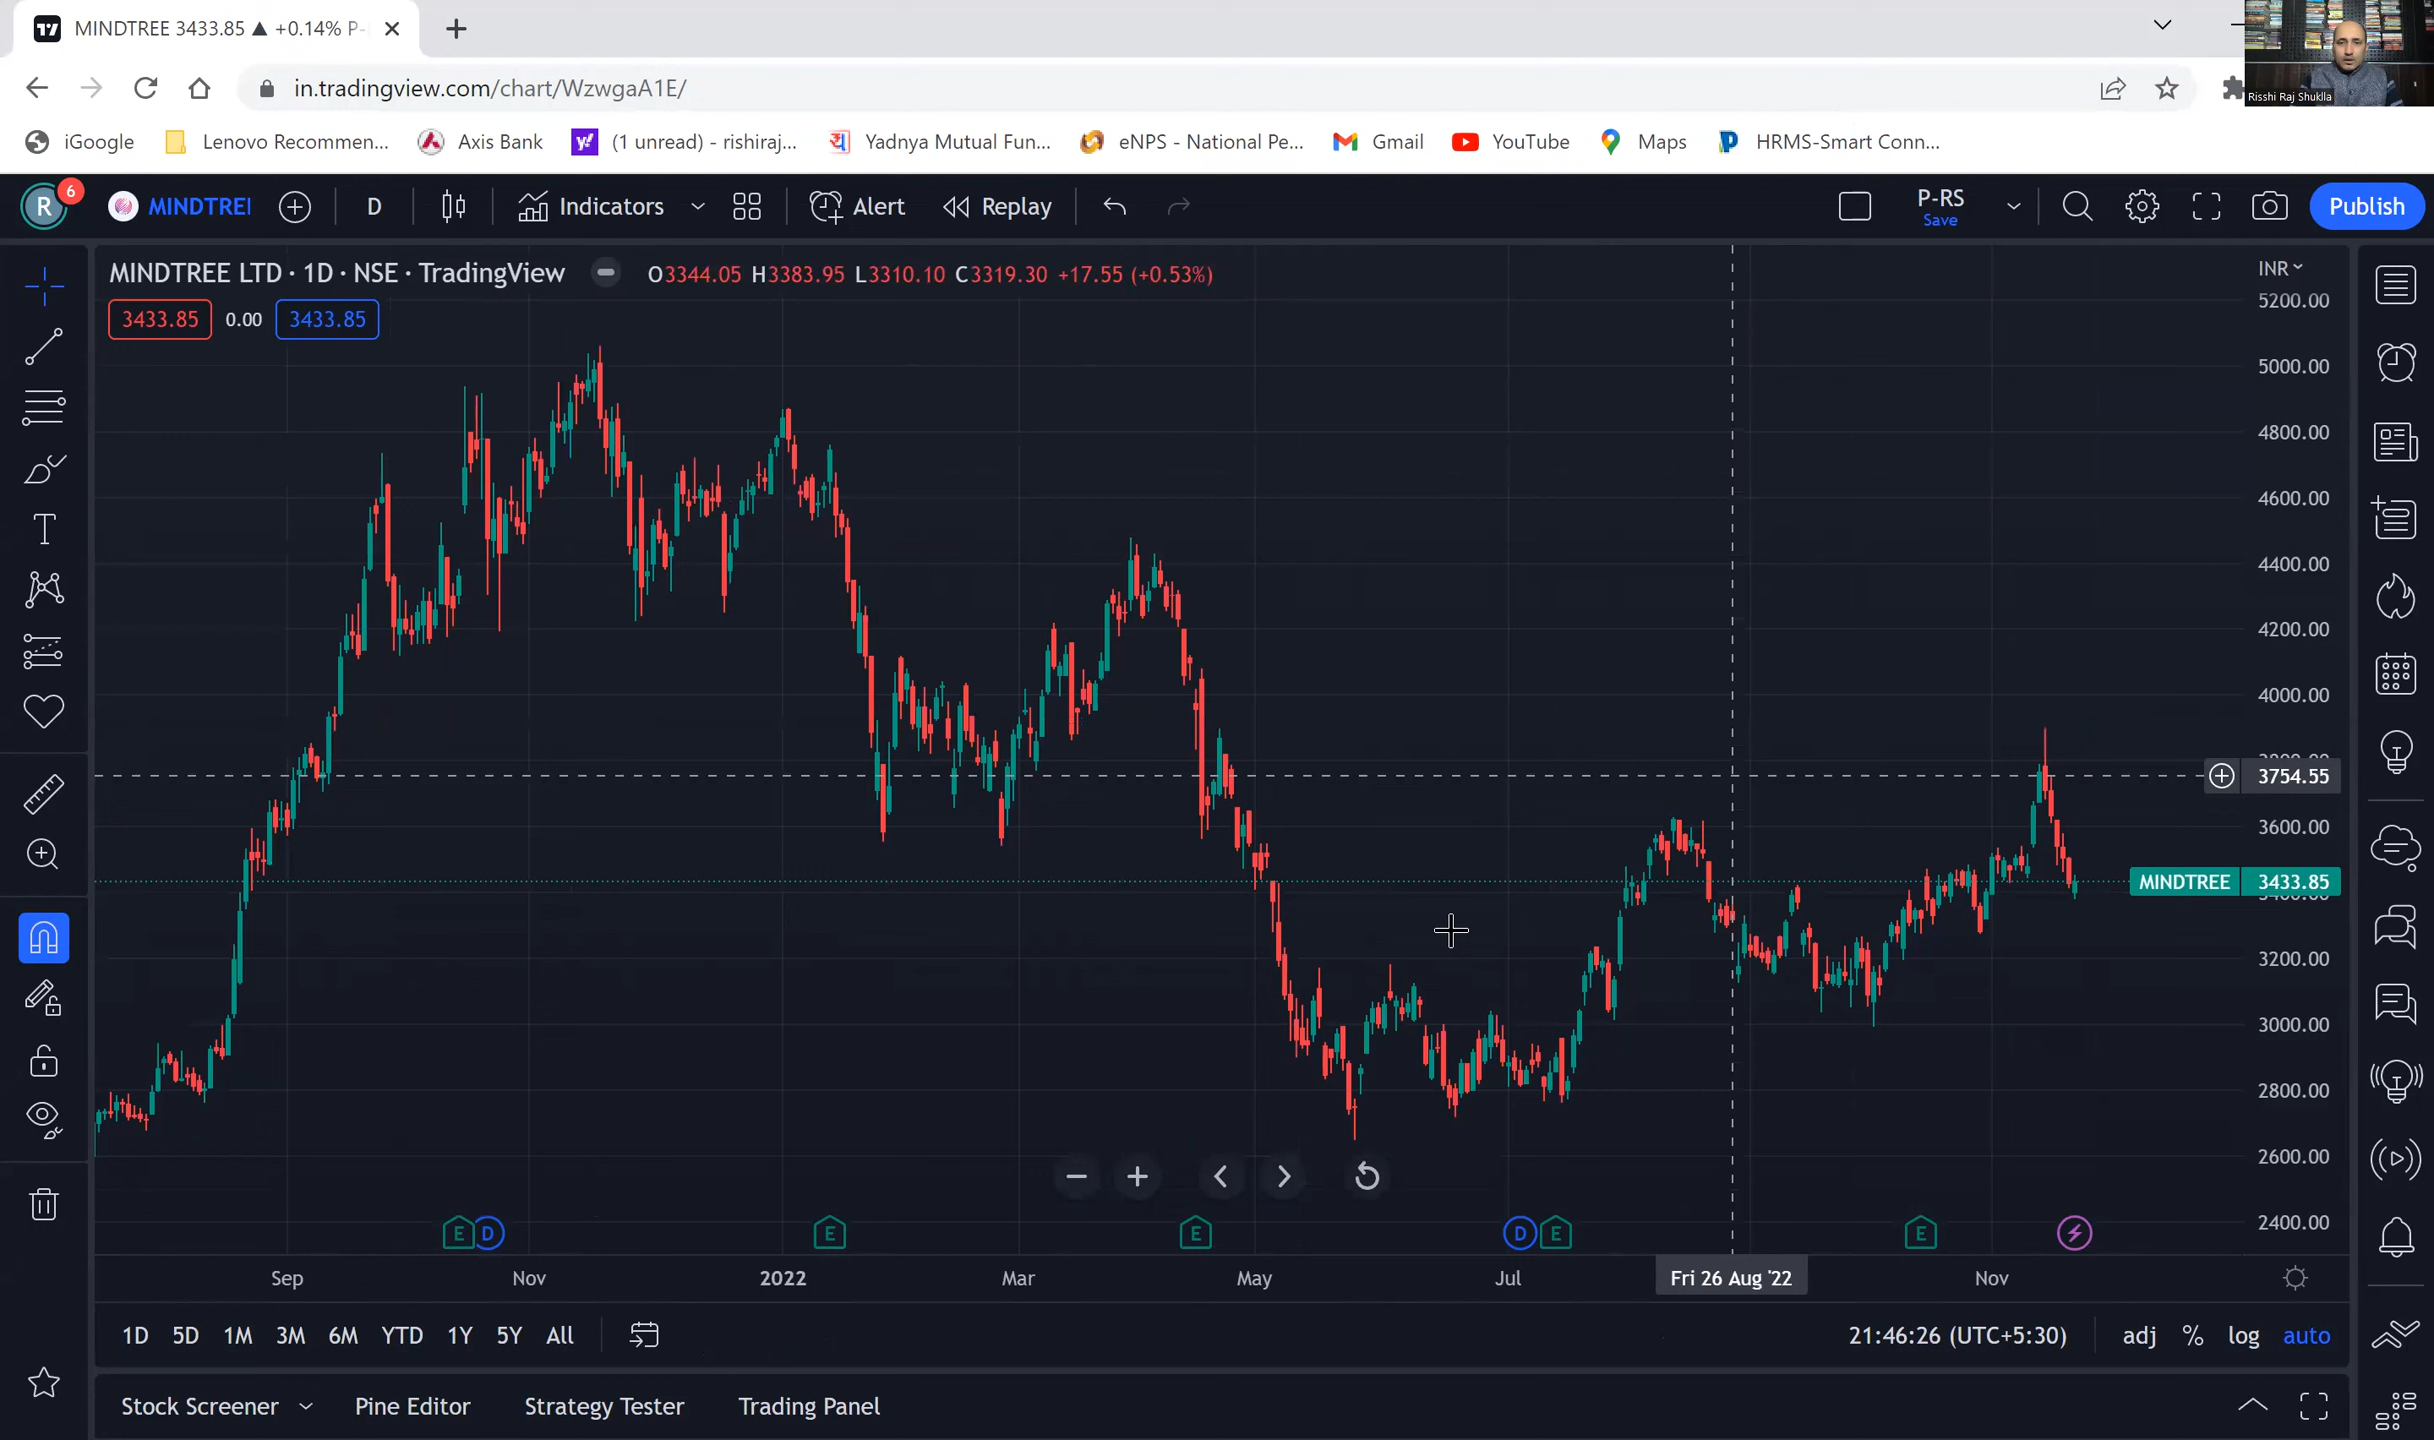 MINDTREE 3433.85 ▲ +0.14% P-
in.tradingview.com/chart/WzwgaA1E/
Risshi Raj Shuklla
iGoogle Lenovo Recommen... Axis Bank (1 unread) - rishiraj... Yadnya Mutual Fun... eNPS - National Pe... Gmail YouTube Maps HRMS-Smart Conn...
R 6 MINDTREE D Indicators Alert Replay P-RS Publish
Save
MINDTREE LTD · 1D · NSE · TradingView O3344.05 H3383.95 L3310.10 C3319.30 +17.55 (+0.53%) INR
3433.85 0.00 3433.85
5200.00
5000.00
4800.00
4600.00
4400.00
4200.00
4000.00
3754.55
3600.00
MINDTREE 3433.85
3200.00
3000.00
2800.00
2600.00
2400.00
E D E E D E E
Sep Nov 2022 Mar May Jul Fri 26 Aug '22 Nov
1D 5D 1M 3M 6M YTD 1Y 5Y All 21:46:26 (UTC+5:30) adj % log auto
Stock Screener Pine Editor Strategy Tester Trading Panel